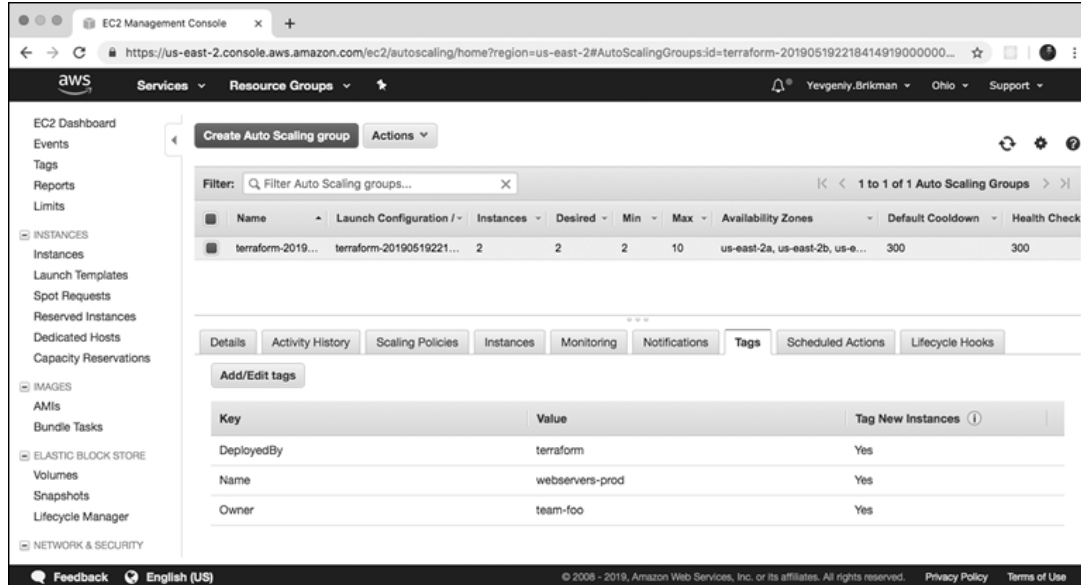 EC2 Management Console
https://us-east-2.console.aws.amazon.com/ec2/autoscaling/home?region=us-east-2#AutoScalingGroups:id=terraform-20190519221841491900000...
aws Services Resource Groups Yevgeniy.Brikman Ohio Support
EC2 Dashboard
Events
Tags
Reports
Limits
INSTANCES
Instances
Launch Templates
Spot Requests
Reserved Instances
Dedicated Hosts
Capacity Reservations
IMAGES
AMIs
Bundle Tasks
ELASTIC BLOCK STORE
Volumes
Snapshots
Lifecycle Manager
NETWORK & SECURITY
Create Auto Scaling group Actions
Filter: Filter Auto Scaling groups... 1 to 1 of 1 Auto Scaling Groups
Name Launch Configuration / Instances Desired Min Max Availability Zones Default Cooldown Health Check
terraform-2019... terraform-20190519221... 2 2 2 10 us-east-2a, us-east-2b, us-e... 300 300
Details Activity History Scaling Policies Instances Monitoring Notifications Tags Scheduled Actions Lifecycle Hooks
Add/Edit tags
Key Value Tag New Instances
DeployedBy terraform Yes
Name webservers-prod Yes
Owner team-foo Yes
Feedback English (US) © 2008 - 2019, Amazon Web Services, Inc. or its affiliates. All rights reserved. Privacy Policy Terms of Use